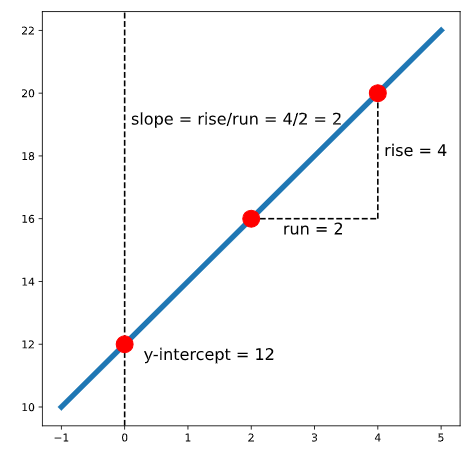 22
20
slope = rise/run = 4/2 = 2
rise = 4
18
16
run = 2
14
12
y-intercept = 12
10
−1 0 1 2 3 4 5